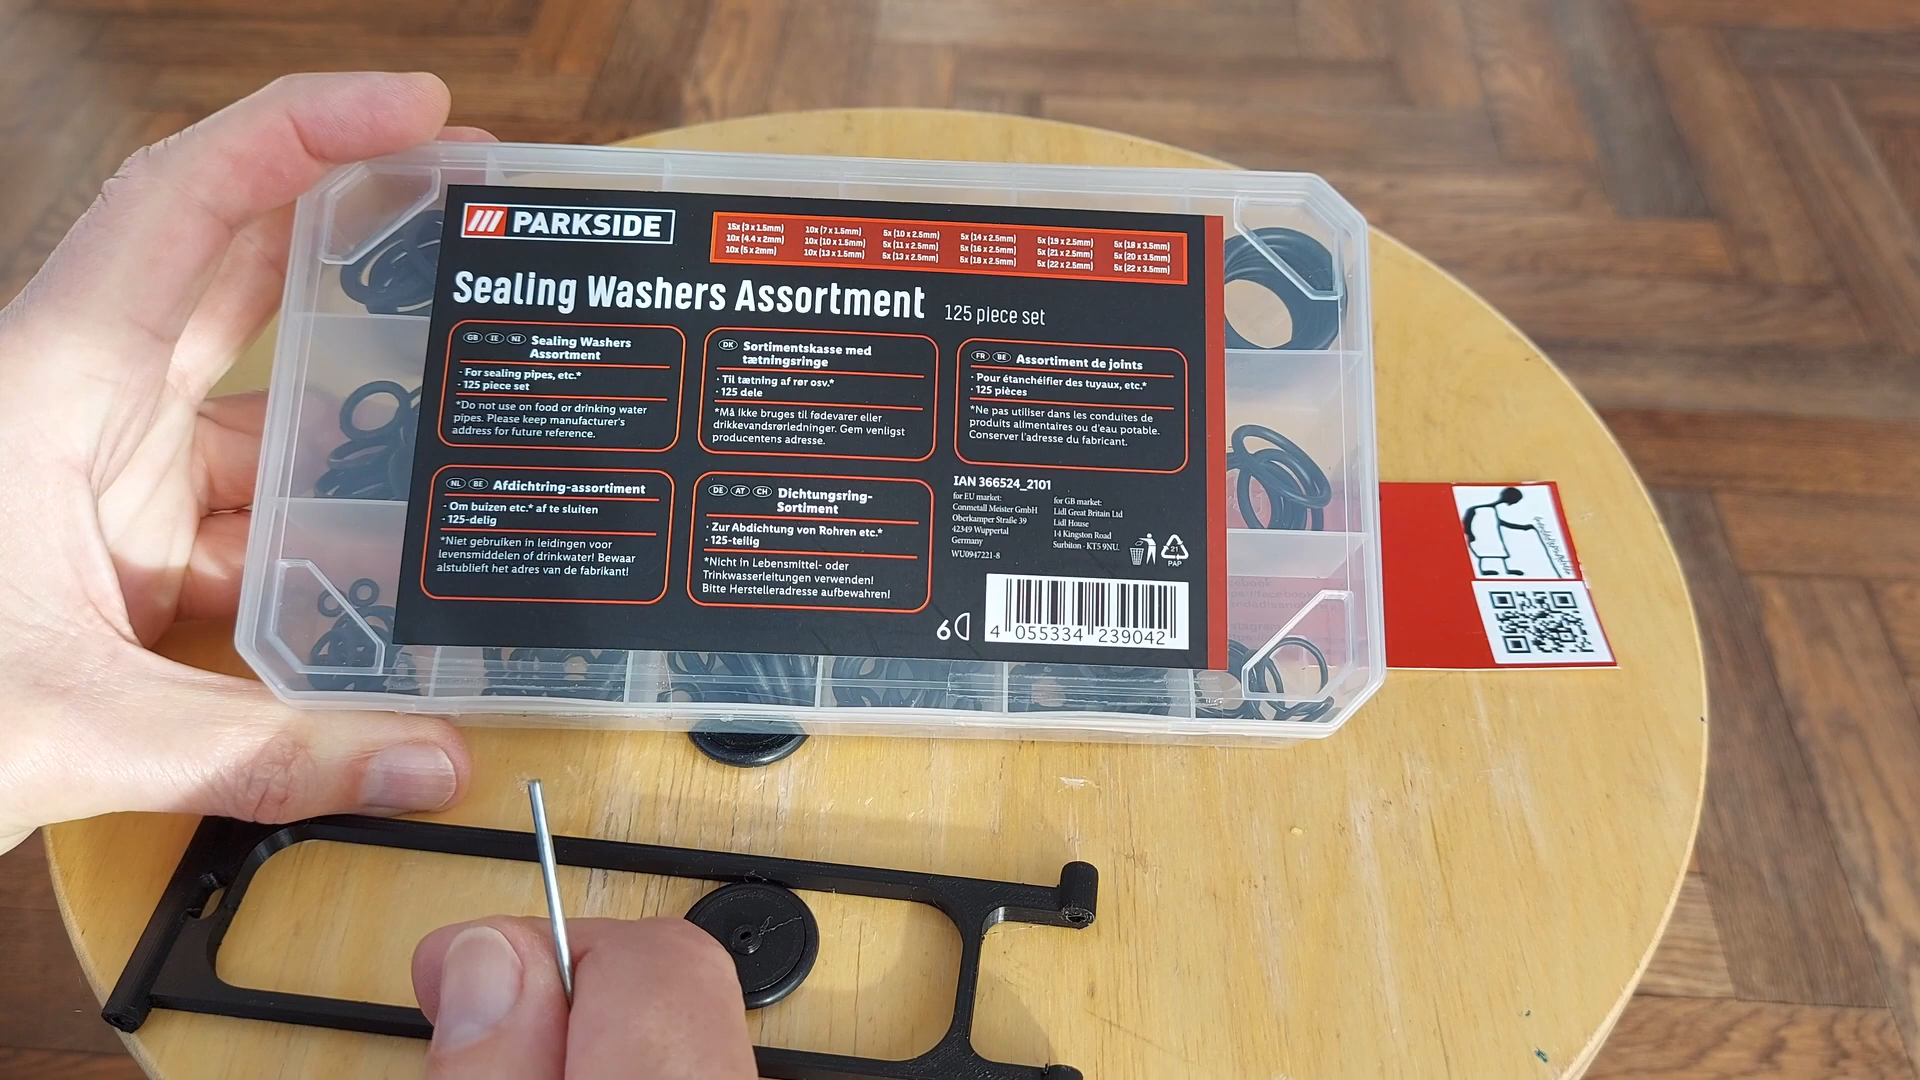 PARKSIDE
15x (3 x 1.5mm)
10x (4.4 x 2mm)
10x (5 x 2mm)
10x (7 x 1.5mm)
10x (10 x 1.5mm)
10x (13 x 1.5mm)
5x (10 x 2.5mm)
5x (11 x 2.5mm)
5x (13 x 2.5mm)
5x (14 x 2.5mm)
5x (16 x 2.5mm)
5x (18 x 2.5mm)
5x (19 x 2.5mm)
5x (21 x 2.5mm)
5x (22 x 2.5mm)
5x (18 x 3.5mm)
5x (20 x 3.5mm)
5x (22 x 3.5mm)
Sealing Washers Assortment 125 piece set
GB IE NI Sealing Washers
Assortment
· For sealing pipes, etc.*
· 125 piece set
*Do not use on food or drinking water
pipes. Please keep manufacturer's
address for future reference.
DK Sortimentskasse med
tætningsringe
· Til tætning af rør osv.*
· 125 dele
*Må ikke bruges til fødevarer eller
drikkevandsrørledninger. Gem venligst
producentens adresse.
FR BE Assortiment de joints
· Pour étanchéifier des tuyaux, etc.*
· 125 pièces
*Ne pas utiliser dans les conduites de
produits alimentaires ou d'eau potable.
Conserver l'adresse du fabricant.
NL BE Afdichtring-assortiment
· Om buizen etc.* af te sluiten
· 125-delig
*Niet gebruiken in leidingen voor
levensmiddelen of drinkwater! Bewaar
alstublieft het adres van de fabrikant!
DE AT CH Dichtungsring-
Sortiment
· Zur Abdichtung von Rohren etc.*
· 125-teilig
*Nicht in Lebensmittel- oder
Trinkwasserleitungen verwenden!
Bitte Herstelleradresse aufbewahren!
IAN 366524_2101
for EU market:
Conmetall Meister GmbH
Oberkamper Straße 39
42349 Wuppertal
Germany
WU0947221-8
for GB market:
Lidl Great Britain Ltd
Lidl House
14 Kingston Road
Surbiton · KT5 9NU.
21
PAP
6
4 055334 239042